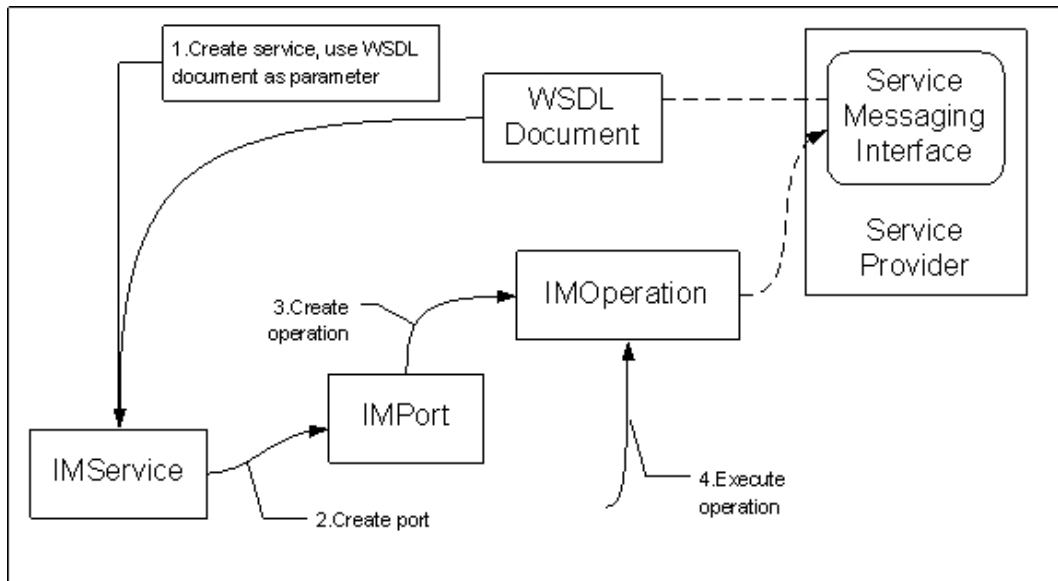 1.Create service, use WSDL
document as parameter
WSDL
Document
Service
Messaging
Interface
Service
Provider
3.Create
operation
IMOperation
IMPort
IMService
2.Create port
4.Execute
operation